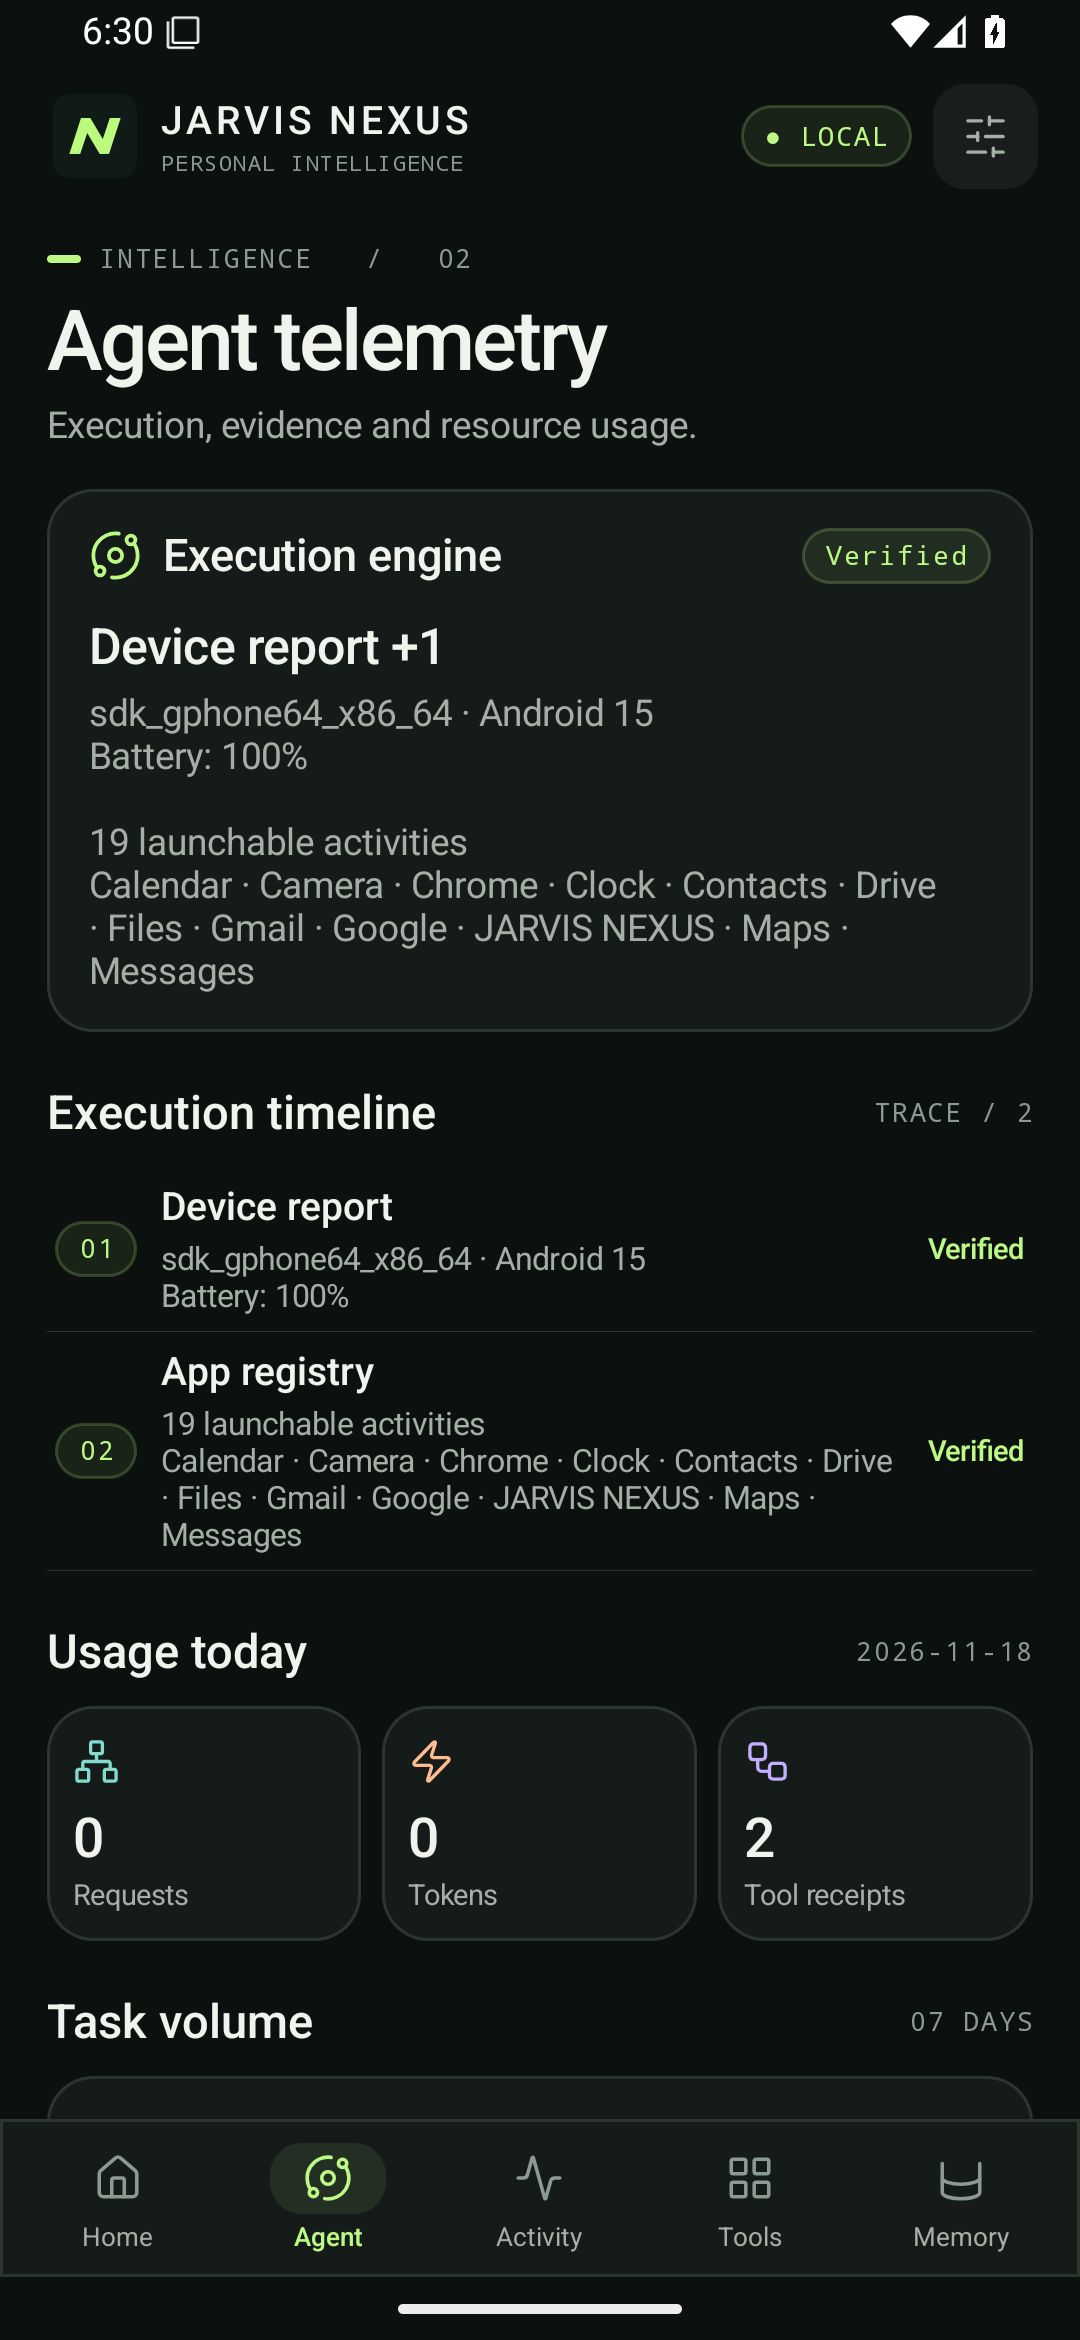 6:30
JARVIS NEXUS
PERSONAL INTELLIGENCE
LOCAL
INTELLIGENCE / 02
Agent telemetry
Execution, evidence and resource usage.
Execution engine
Verified
Device report +1
sdk_gphone64_x86_64 · Android 15
Battery: 100%
19 launchable activities
Calendar · Camera · Chrome · Clock · Contacts · Drive
· Files · Gmail · Google · JARVIS NEXUS · Maps ·
Messages
Execution timeline
TRACE / 2
01
Device report
sdk_gphone64_x86_64 · Android 15
Battery: 100%
Verified
02
App registry
19 launchable activities
Calendar · Camera · Chrome · Clock · Contacts · Drive
· Files · Gmail · Google · JARVIS NEXUS · Maps ·
Messages
Verified
Usage today
2026-11-18
0
Requests
0
Tokens
2
Tool receipts
Task volume
07 DAYS
Home
Agent
Activity
Tools
Memory